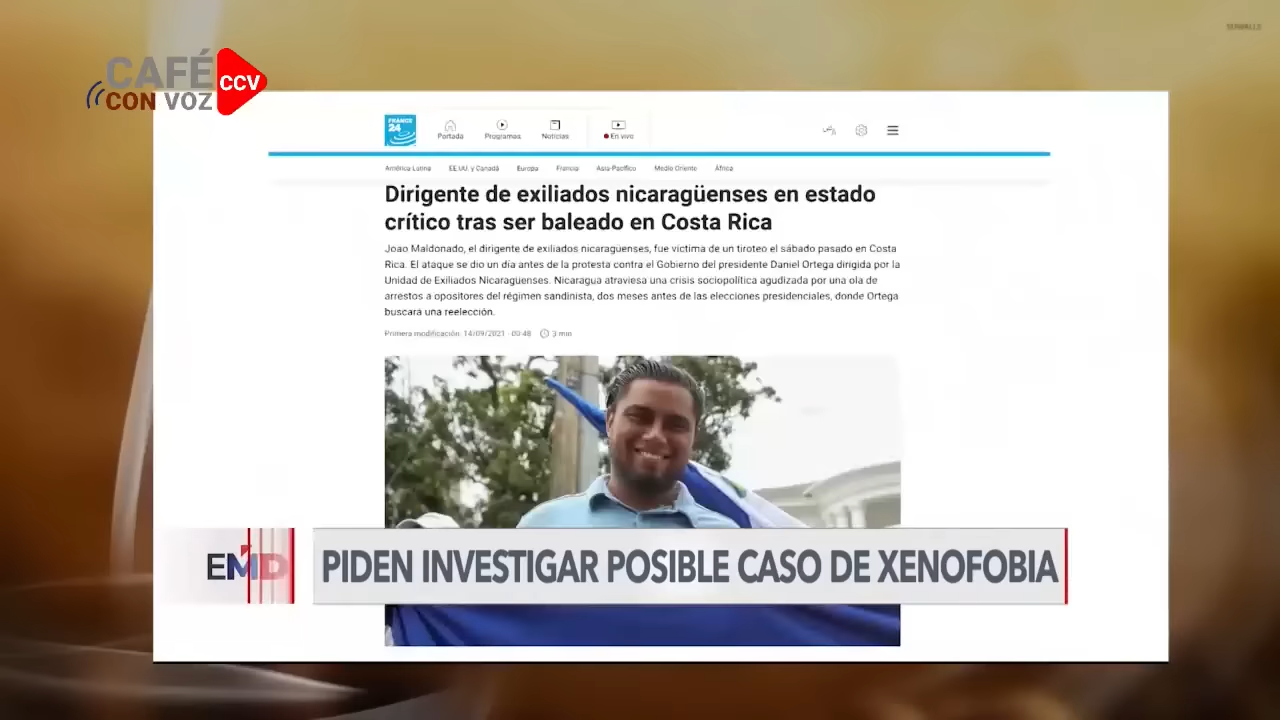 CAFÉ
CON VOZ
CCV
FRANCE
24
Portada
Programas
Noticias
En vivo
América Latina
EE.UU. y Canadá
Europa
Francia
Asia-Pacífico
Medio Oriente
África
Dirigente de exiliados nicaragüenses en estado
crítico tras ser baleado en Costa Rica
Joao Maldonado, el dirigente de exiliados nicaragüenses, fue víctima de un tiroteo el sábado pasado en Costa
Rica. El ataque se dio un día antes de la protesta contra el Gobierno del presidente Daniel Ortega dirigida por la
Unidad de Exiliados Nicaragüenses. Nicaragua atraviesa una crisis sociopolítica agudizada por una ola de
arrestos a opositores del régimen sandinista, dos meses antes de las elecciones presidenciales, donde Ortega
buscara una reelección.
Primera modificación: 14/09/2021 - 00:48
3 min
EMD
PIDEN INVESTIGAR POSIBLE CASO DE XENOFOBIA